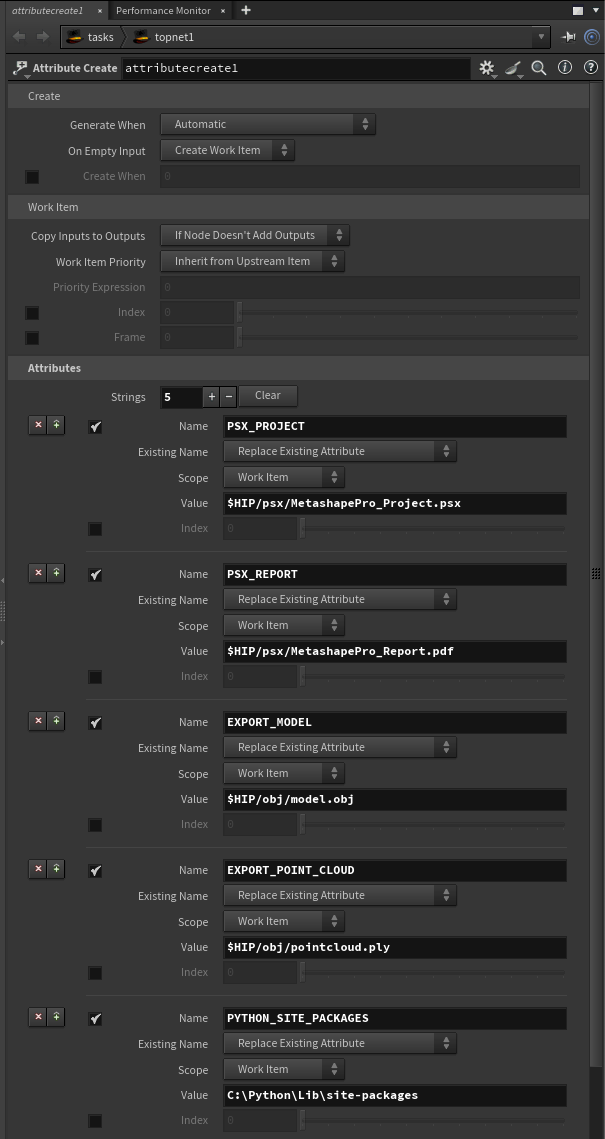 attributecreate1 × Performance Monitor × +
tasks topnet1
Attribute Create attributecreate1
Create
Generate When Automatic
On Empty Input Create Work Item
Create When 0
Work Item
Copy Inputs to Outputs If Node Doesn't Add Outputs
Work Item Priority Inherit from Upstream Item
Priority Expression 0
Index 0
Frame 0
Attributes
Strings 5 + − Clear
Name PSX_PROJECT
Existing Name Replace Existing Attribute
Scope Work Item
Value $HIP/psx/MetashapePro_Project.psx
Index 0
Name PSX_REPORT
Existing Name Replace Existing Attribute
Scope Work Item
Value $HIP/psx/MetashapePro_Report.pdf
Index 0
Name EXPORT_MODEL
Existing Name Replace Existing Attribute
Scope Work Item
Value $HIP/obj/model.obj
Index 0
Name EXPORT_POINT_CLOUD
Existing Name Replace Existing Attribute
Scope Work Item
Value $HIP/obj/pointcloud.ply
Index 0
Name PYTHON_SITE_PACKAGES
Existing Name Replace Existing Attribute
Scope Work Item
Value C:\Python\Lib\site-packages
Index 0